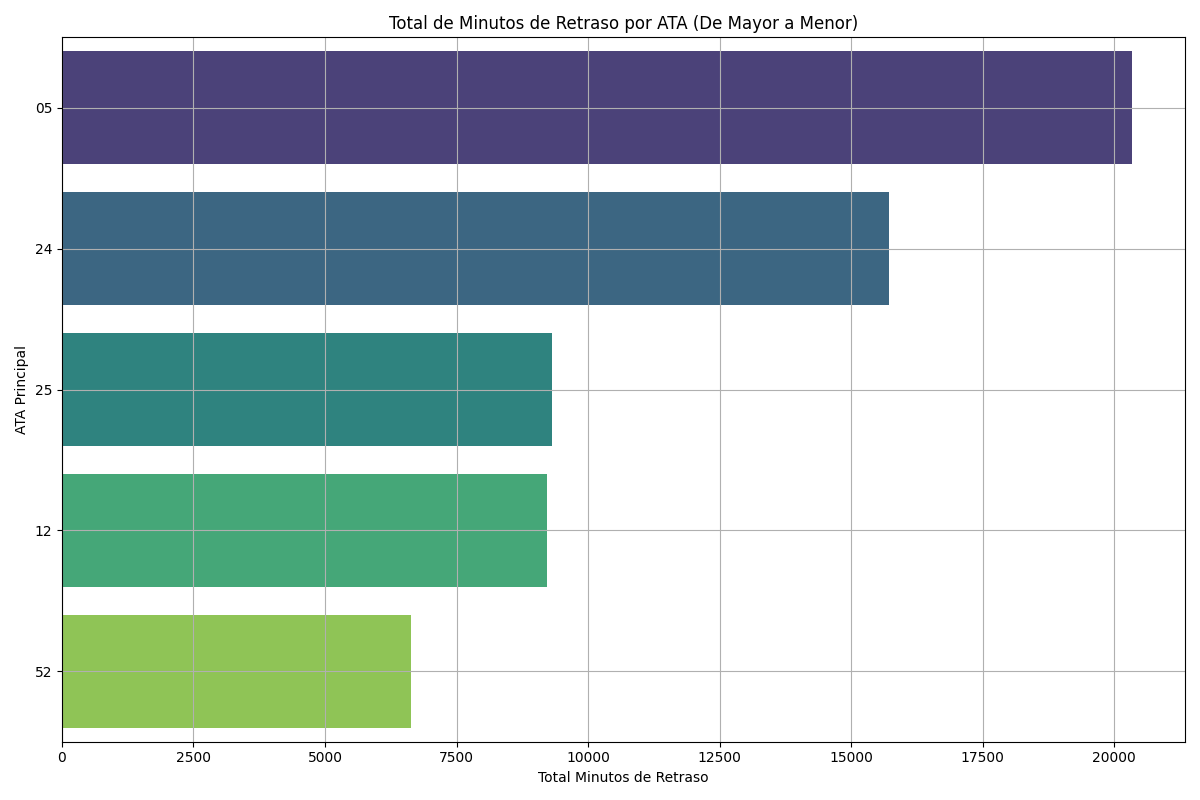 Total de Minutos de Retraso por ATA (De Mayor a Menor)
ATA Principal
05
24
25
12
52
0 2500 5000 7500 10000 12500 15000 17500 20000
Total Minutos de Retraso